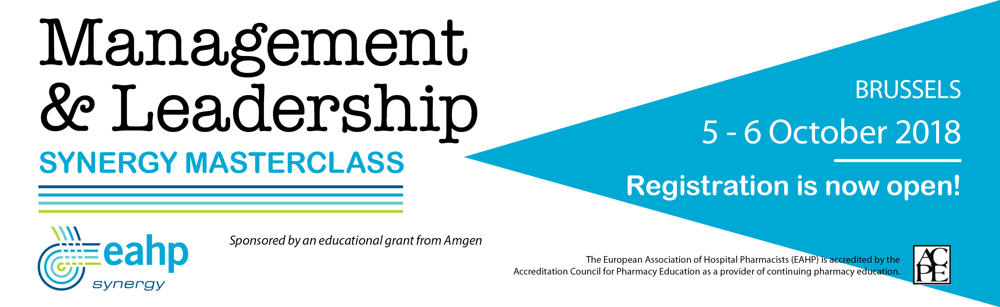 Management
& Leadership
SYNERGY MASTERCLASS
BRUSSELS
5 - 6 October 2018
Registration is now open!
eahp
synergy
Sponsored by an educational grant from Amgen
The European Association of Hospital Pharmacists (EAHP) is accredited by the
Accreditation Council for Pharmacy Education as a provider of continuing pharmacy education.
AC
PE